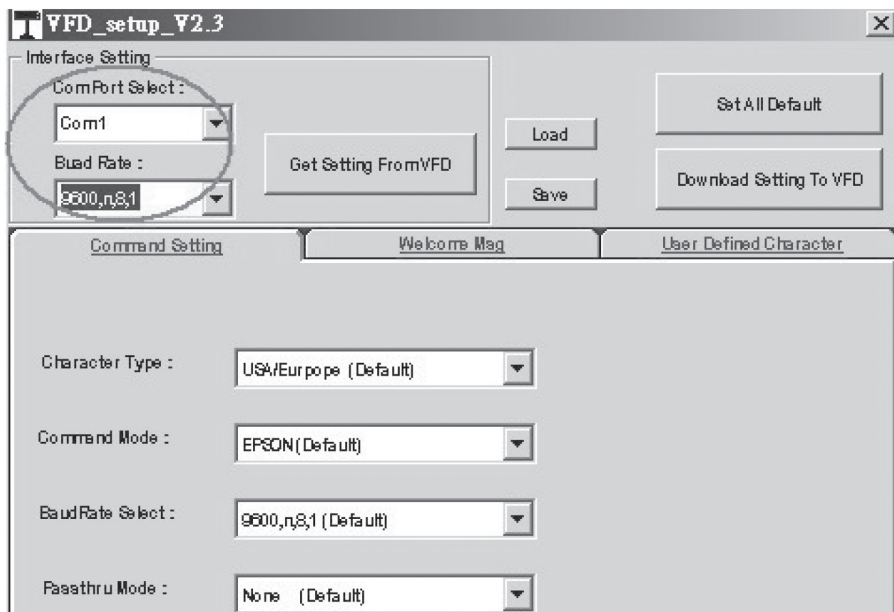 VFD_setup_V2.3
Interface Setting
ComPort Select :
Com1
Buad Rate :
9600,n,8,1
Get Setting From VFD
Load
Save
Set All Default
Download Setting To VFD
Command Setting
Welcome Msg
User Defined Character
Character Type :
USA/Eurpope (Default)
Command Mode :
EPSON(Default)
BaudRate Select :
9600,n,8,1 (Default)
Passthru Mode :
None (Default)